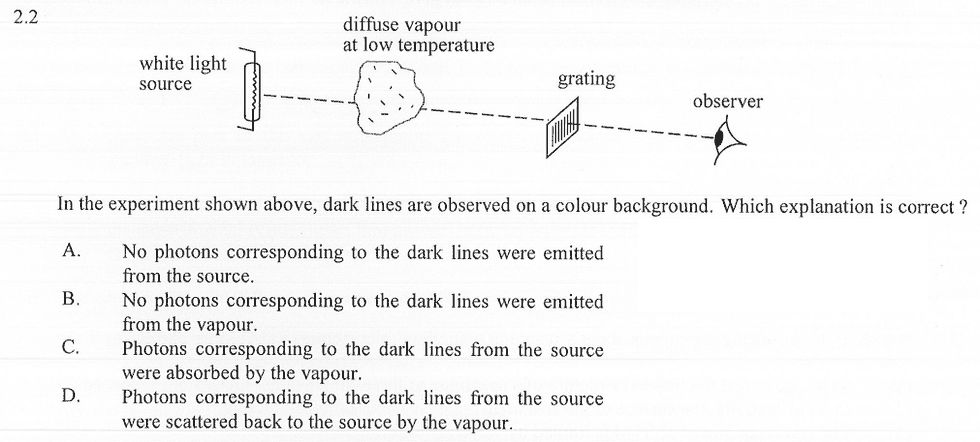 2.2
diffuse vapour
at low temperature
white light
source
grating
observer
In the experiment shown above, dark lines are observed on a colour background. Which explanation is correct ?
A. No photons corresponding to the dark lines were emitted
from the source.
B. No photons corresponding to the dark lines were emitted
from the vapour.
C. Photons corresponding to the dark lines from the source
were absorbed by the vapour.
D. Photons corresponding to the dark lines from the source
were scattered back to the source by the vapour.